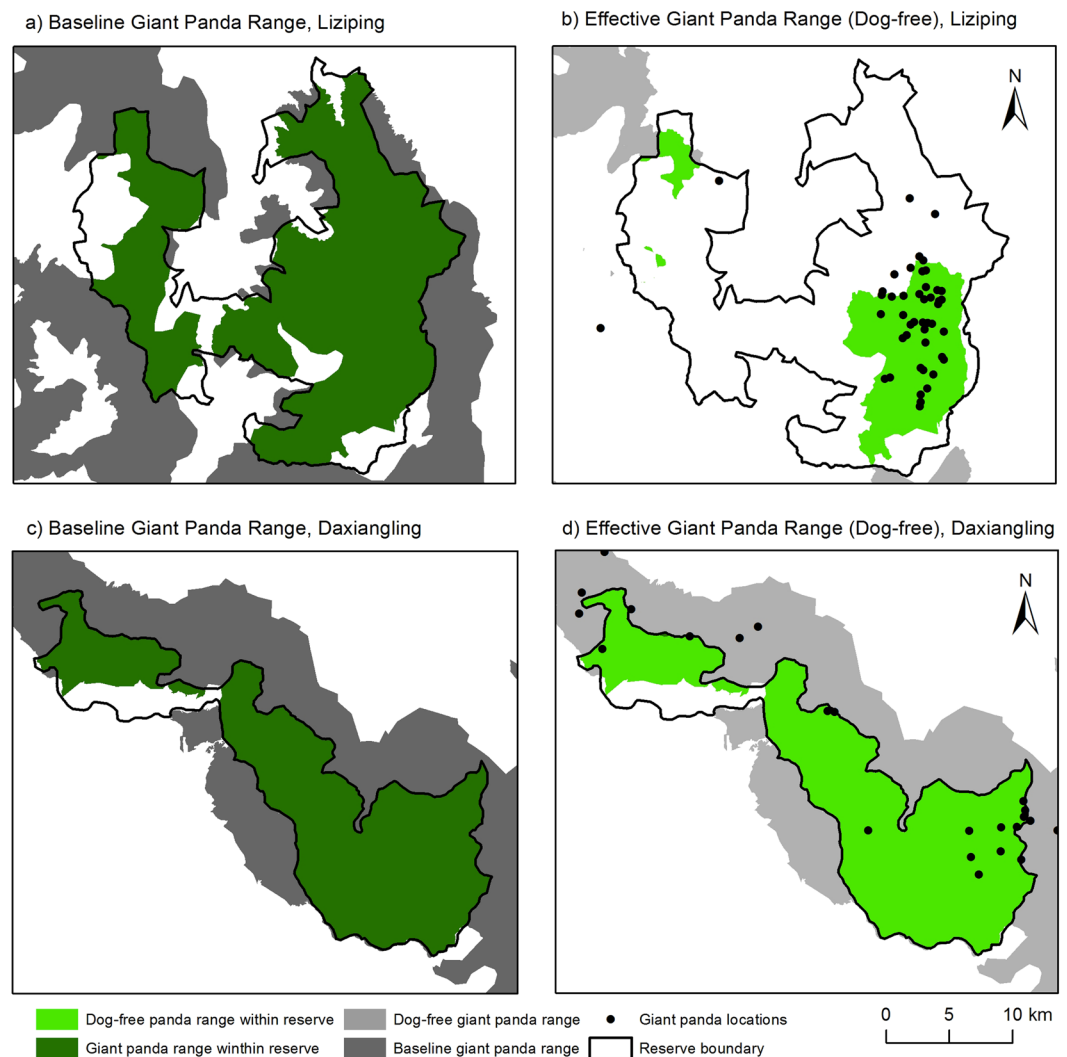 a) Baseline Giant Panda Range, Liziping
b) Effective Giant Panda Range (Dog-free), Liziping
N
c) Baseline Giant Panda Range, Daxiangling
d) Effective Giant Panda Range (Dog-free), Daxiangling
N
Dog-free panda range within reserve
Dog-free giant panda range
Giant panda locations
Giant panda range winthin reserve
Baseline giant panda range
Reserve boundary
0 5 10 km